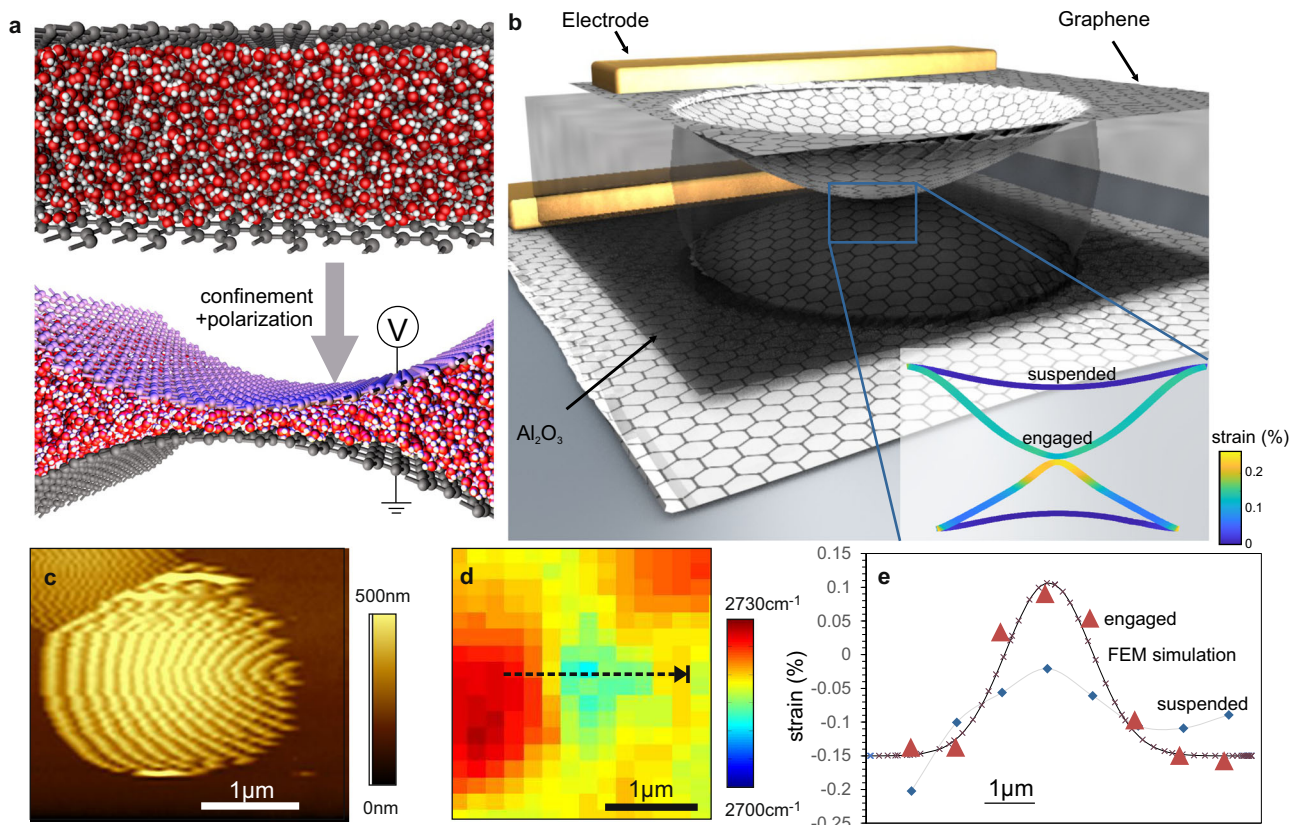 a
confinement
+polarization
V
b
Electrode
Graphene
Al₂O₃
suspended
engaged
strain (%)
0.2
0.1
0
c
500nm
0nm
1µm
d
2730cm⁻¹
2700cm⁻¹
1µm
e
strain (%)
0.15
0.10
0.05
0
-0.05
-0.1
-0.15
-0.2
-0.25
engaged
FEM simulation
suspended
1µm